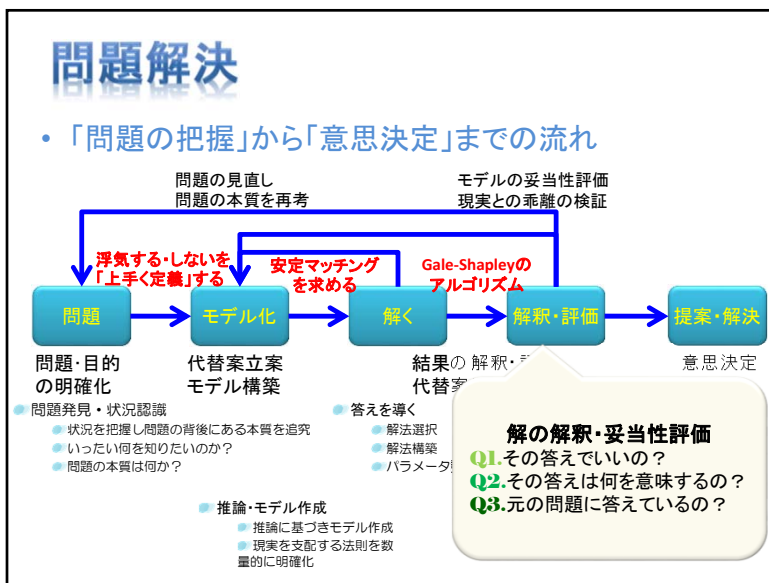 問題解決
• 「問題の把握」から「意思決定」までの流れ
問題の見直し
問題の本質を再考
モデルの妥当性評価
現実との乖離の検証
浮気する・しないを
「上手く定義」する
安定マッチング
を求める
Gale-Shapleyの
アルゴリズム
問題
モデル化
解く
解釈・評価
提案・解決
問題・目的
の明確化
代替案立案
モデル構築
結果の解釈・
代替案
意思決定
問題発見・状況認識
状況を把握し問題の背後にある本質を追究
いったい何を知りたいのか？
問題の本質は何か？
答えを導く
解法選択
解法構築
パラメータ
推論・モデル作成
推論に基づきモデル作成
現実を支配する法則を数
量的に明確化
解の解釈・妥当性評価
Q1.その答えでいいの？
Q2.その答えは何を意味するの？
Q3.元の問題に答えているの？